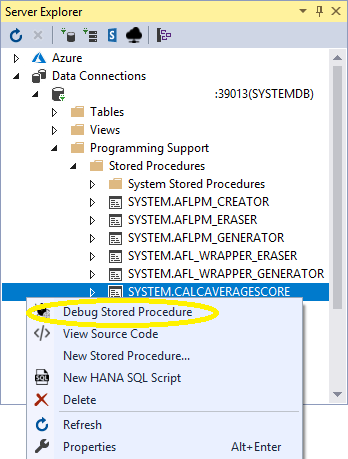 Server Explorer
Azure
Data Connections
:39013(SYSTEMDB)
Tables
Views
Programming Support
Stored Procedures
System Stored Procedures
SYSTEM.AFLPM_CREATOR
SYSTEM.AFLPM_ERASER
SYSTEM.AFLPM_GENERATOR
SYSTEM.AFL_WRAPPER_ERASER
SYSTEM.AFL_WRAPPER_GENERATOR
SYSTEM.CALCAVERAGESCORE
Debug Stored Procedure
View Source Code
New Stored Procedure...
SQL New HANA SQL Script
Delete
Refresh
Properties Alt+Enter